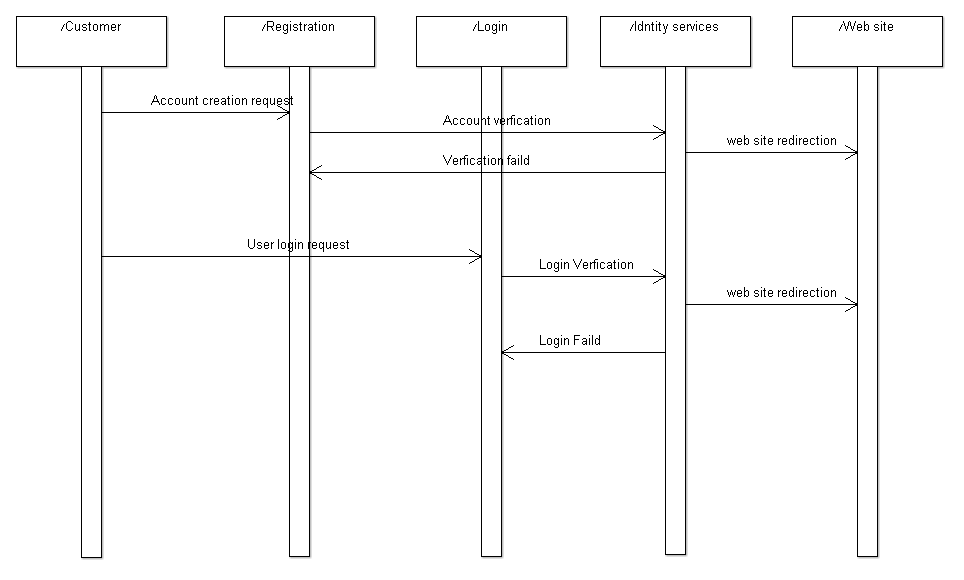 /Customer
/Registration
/Login
/Idntity services
/Web site
Account creation request
Account verfication
web site redirection
Verfication faild
User login request
Login Verfication
web site redirection
Login Faild